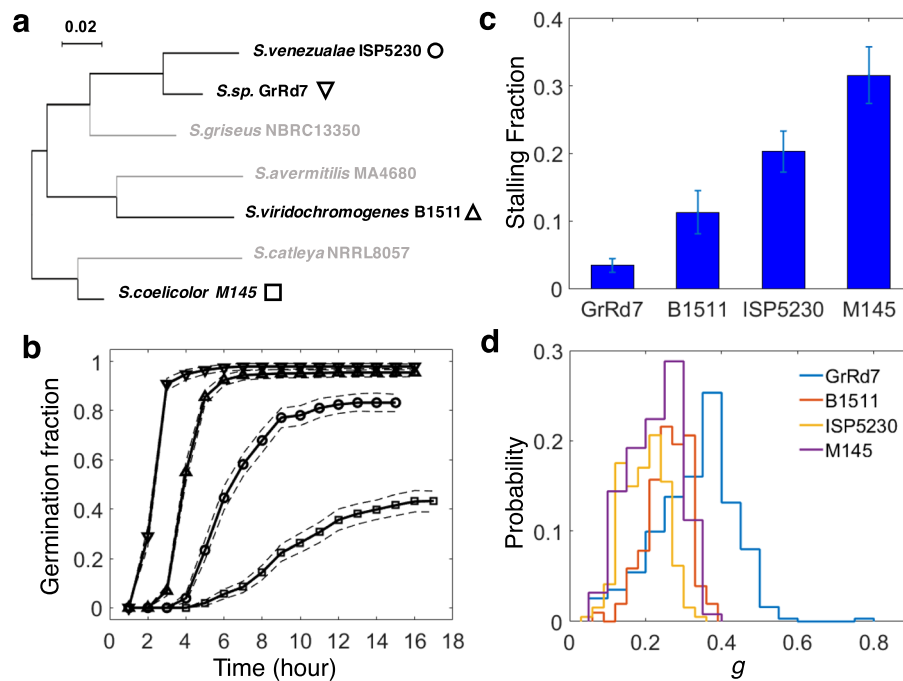 a
0.02
S.venezualae ISP5230
S.sp. GrRd7
S.griseus NBRC13350
S.avermitilis MA4680
S.viridochromogenes B1511
S.catleya NRRL8057
S.coelicolor M145
b
Germination fraction
1
0.8
0.6
0.4
0.2
0
0 2 4 6 8 10 12 14 16 18
Time (hour)
c
Stalling Fraction
0.4
0.3
0.2
0.1
0
GrRd7 B1511 ISP5230 M145
d
Probability
0.3
0.2
0.1
0
0 0.2 0.4 0.6 0.8
g
GrRd7
B1511
ISP5230
M145